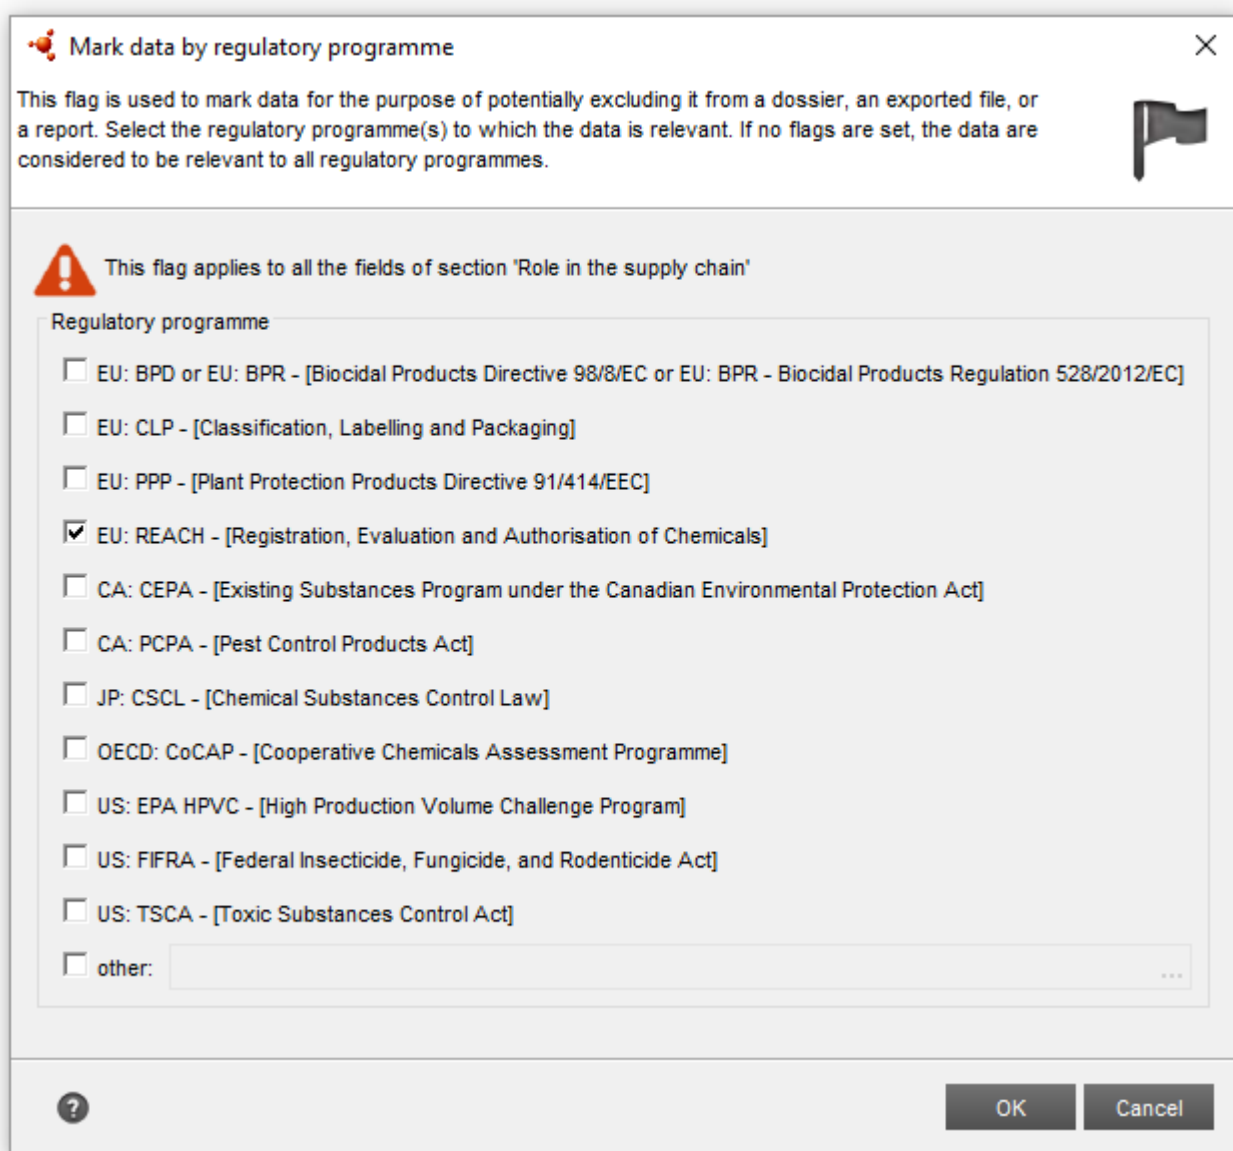 Mark data by regulatory programme
This flag is used to mark data for the purpose of potentially excluding it from a dossier, an exported file, or
a report. Select the regulatory programme(s) to which the data is relevant. If no flags are set, the data are
considered to be relevant to all regulatory programmes.
This flag applies to all the fields of section 'Role in the supply chain'
Regulatory programme
EU: BPD or EU: BPR - [Biocidal Products Directive 98/8/EC or EU: BPR - Biocidal Products Regulation 528/2012/EC]
EU: CLP - [Classification, Labelling and Packaging]
EU: PPP - [Plant Protection Products Directive 91/414/EEC]
EU: REACH - [Registration, Evaluation and Authorisation of Chemicals]
CA: CEPA - [Existing Substances Program under the Canadian Environmental Protection Act]
CA: PCPA - [Pest Control Products Act]
JP: CSCL - [Chemical Substances Control Law]
OECD: CoCAP - [Cooperative Chemicals Assessment Programme]
US: EPA HPVC - [High Production Volume Challenge Program]
US: FIFRA - [Federal Insecticide, Fungicide, and Rodenticide Act]
US: TSCA - [Toxic Substances Control Act]
other: ...
? OK Cancel